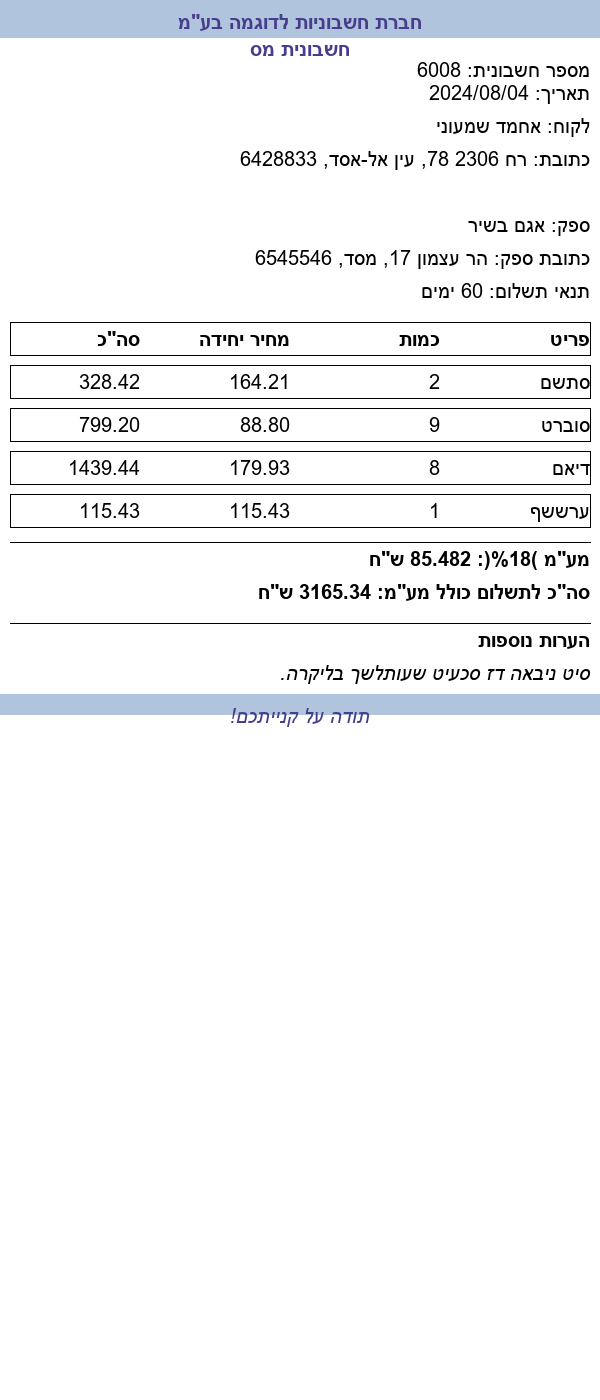 חברת חשבוניות לדוגמה בע"מ
חשבונית מס
מספר חשבונית: 6008
תאריך: 2024/08/04
לקוח: אחמד שמעוני
כתובת: רח 2306 78, עין אל-אסד, 6428833
ספק: אגם בשיר
כתובת ספק: הר עצמון 17, מסד, 6545546
תנאי תשלום: 60 ימים
פריט כמות מחיר יחידה סה"כ
סתשם 2 164.21 328.42
סוברט 9 88.80 799.20
דיאם 8 179.93 1439.44
ערששף 1 115.43 115.43
מע"מ (18%): 85.482 ש"ח
סה"כ לתשלום כולל מע"מ: 3165.34 ש"ח
הערות נוספות
סיט ניבאה דז סכעיט שעותלשך בליקרה.
תודה על קנייתכם!